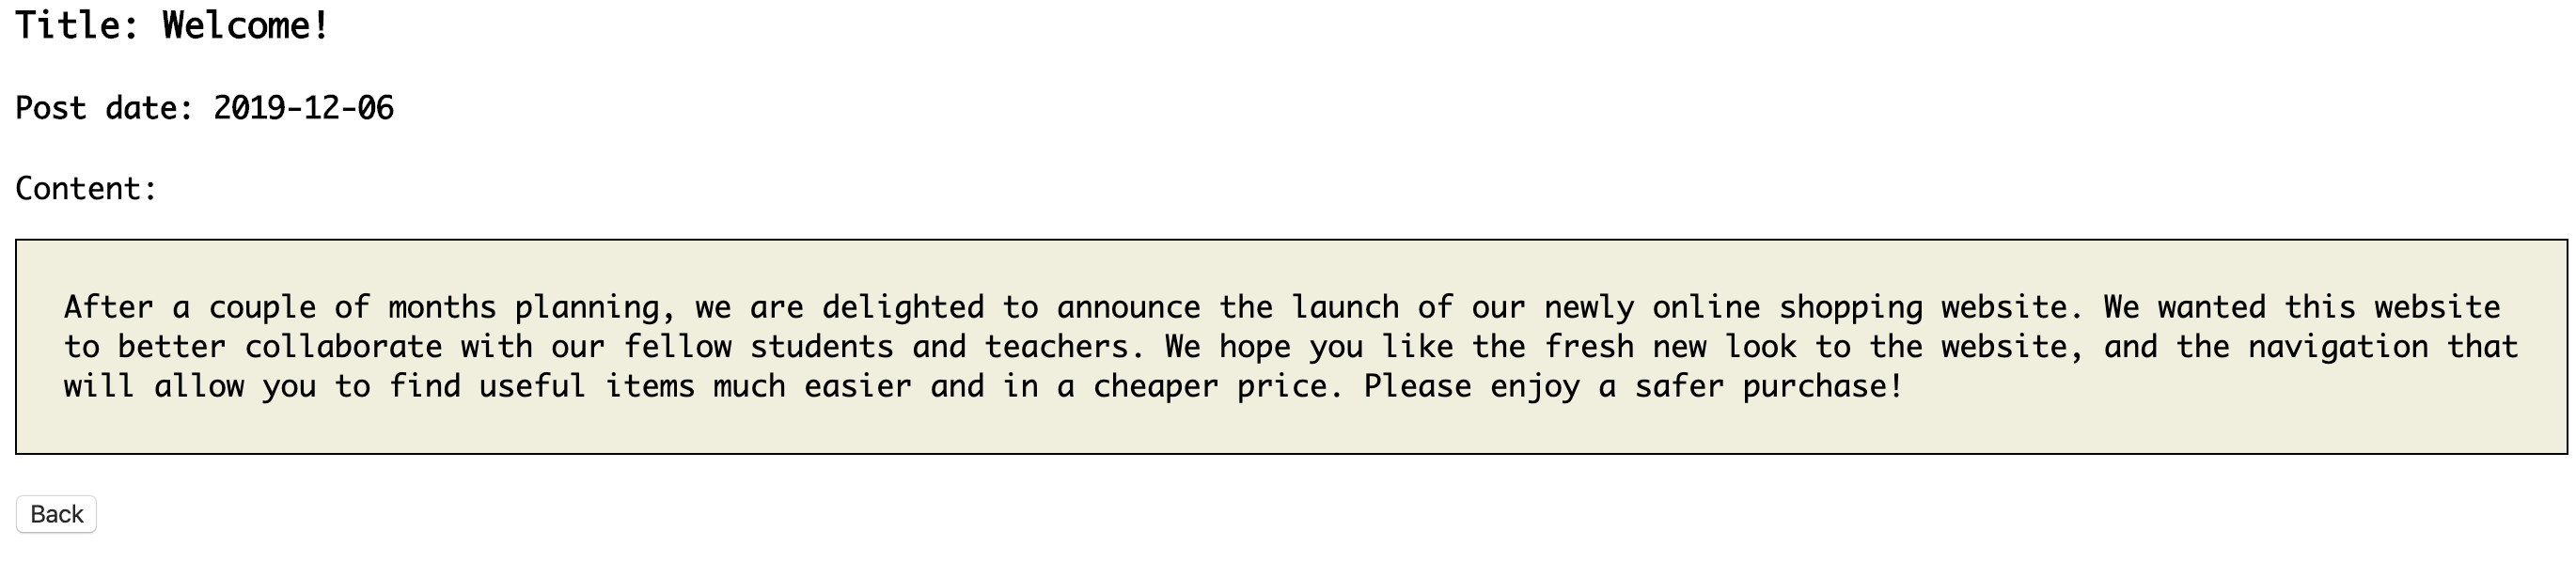 Title: Welcome!
Post date: 2019-12-06
Content:
After a couple of months planning, we are delighted to announce the launch of our newly online shopping website. We wanted this website
to better collaborate with our fellow students and teachers. We hope you like the fresh new look to the website, and the navigation that
will allow you to find useful items much easier and in a cheaper price. Please enjoy a safer purchase!
Back